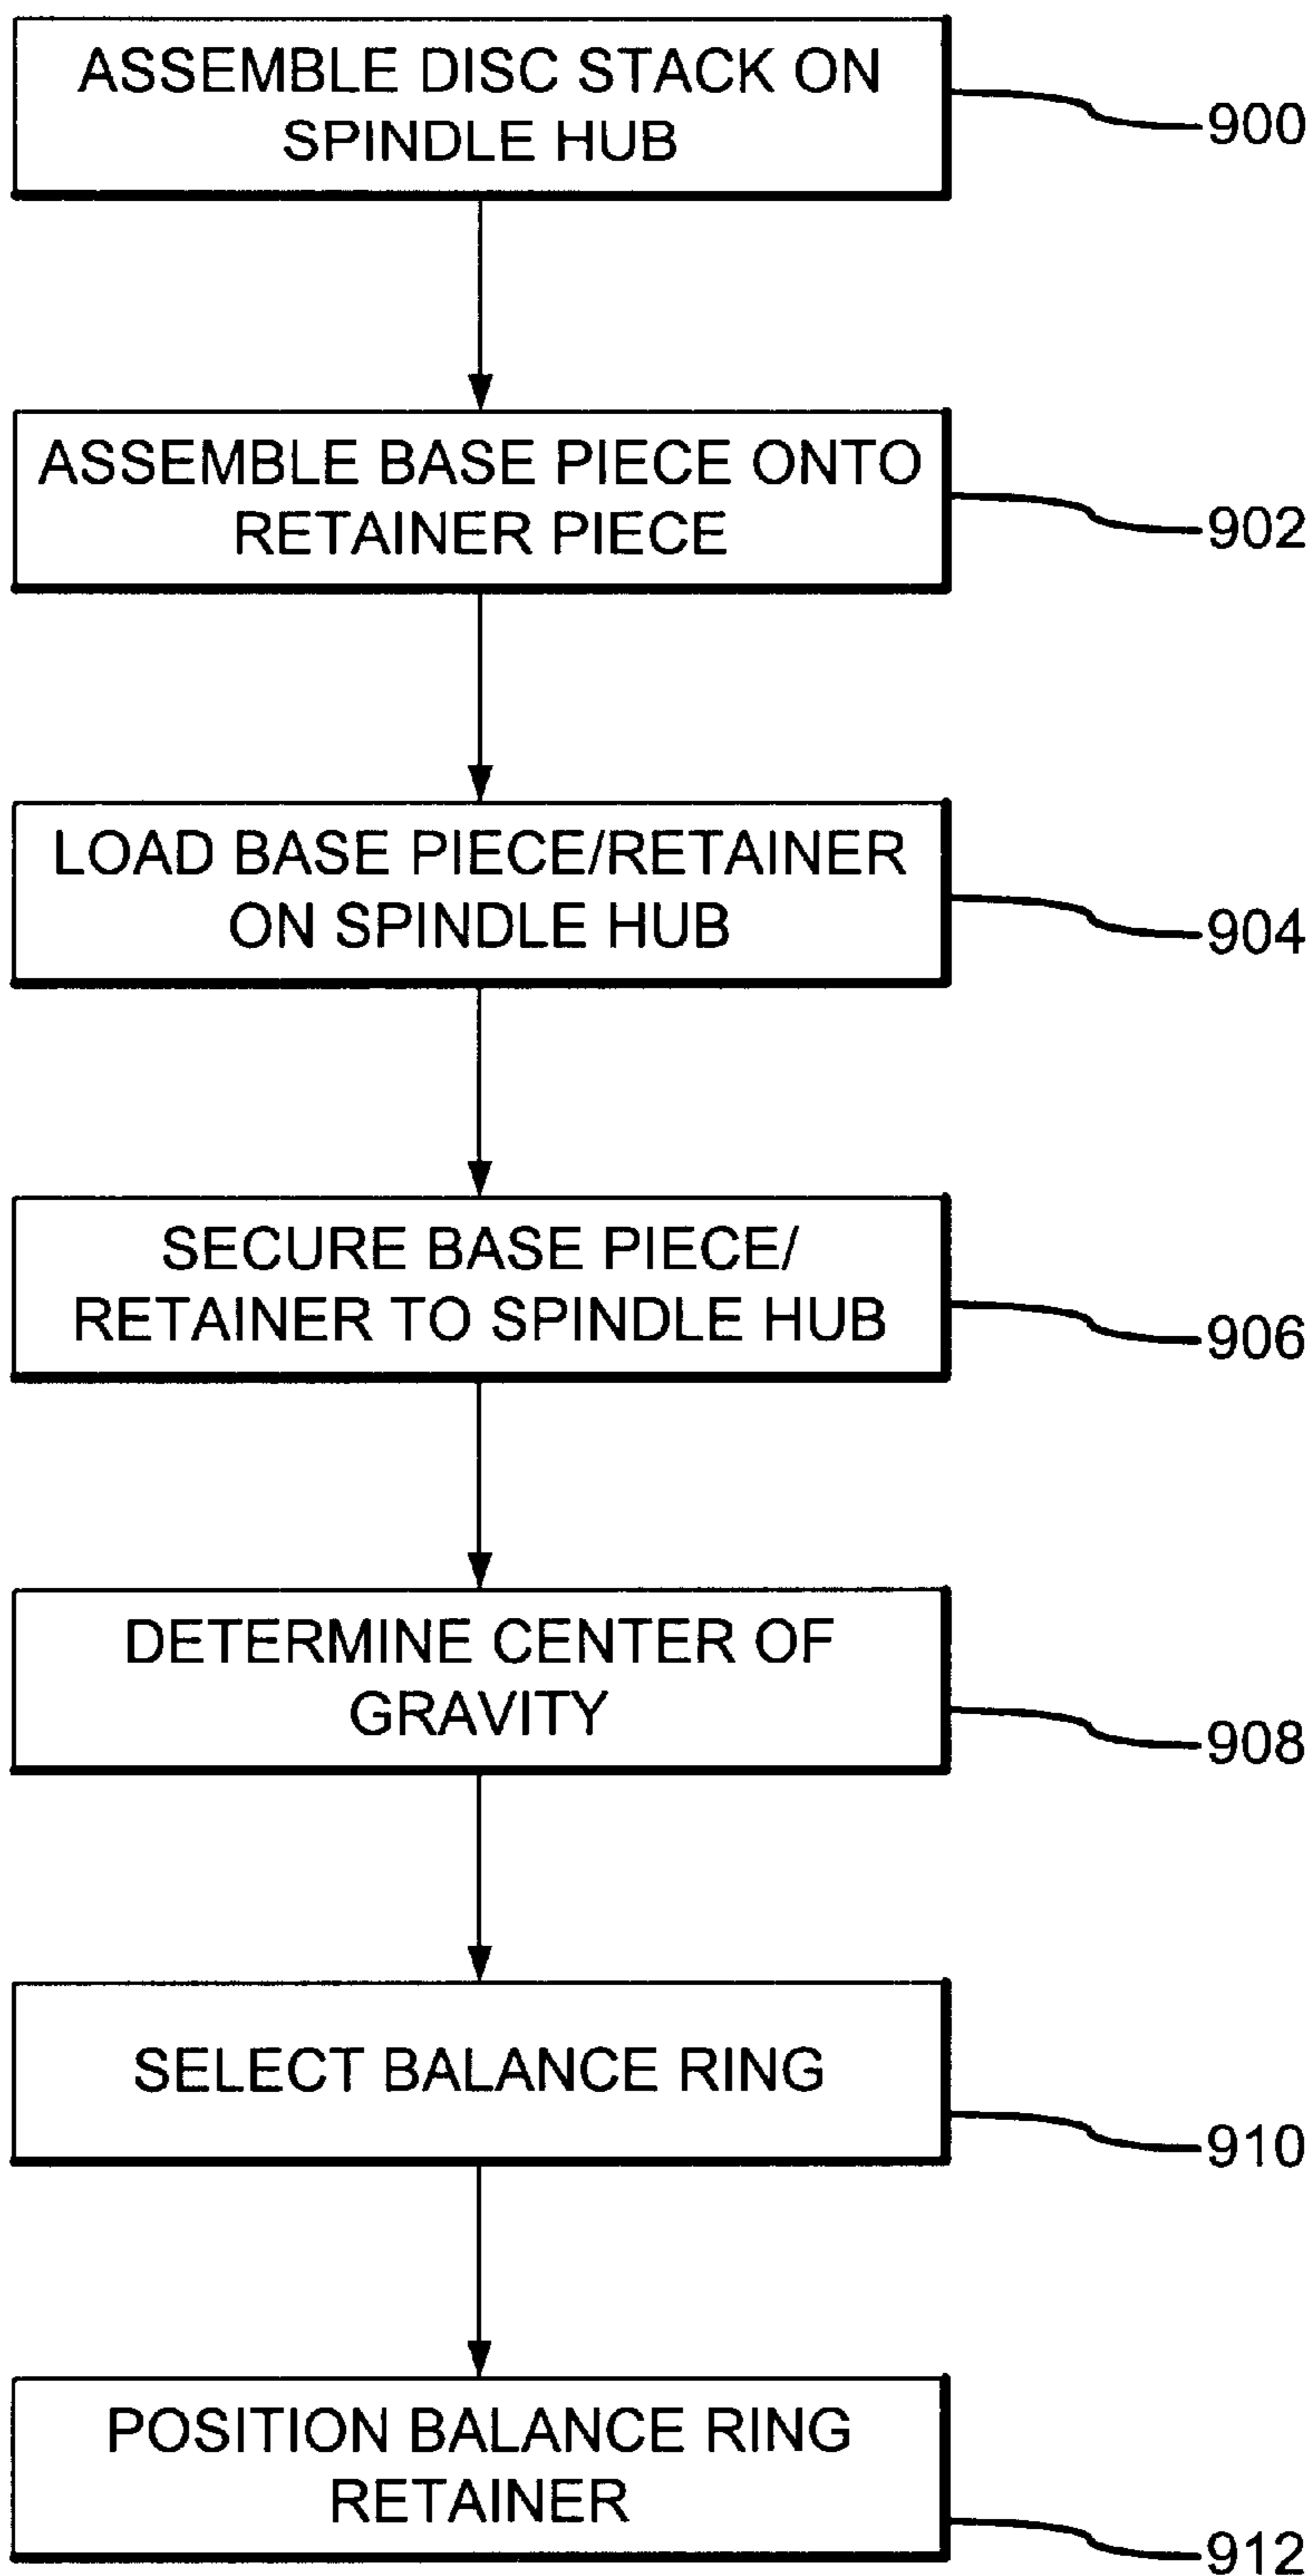 ASSEMBLE DISC STACK ON
SPINDLE HUB
900
ASSEMBLE BASE PIECE ONTO
RETAINER PIECE
902
LOAD BASE PIECE/RETAINER
ON SPINDLE HUB
904
SECURE BASE PIECE/
RETAINER TO SPINDLE HUB
906
DETERMINE CENTER OF
GRAVITY
908
SELECT BALANCE RING
910
POSITION BALANCE RING
RETAINER
912